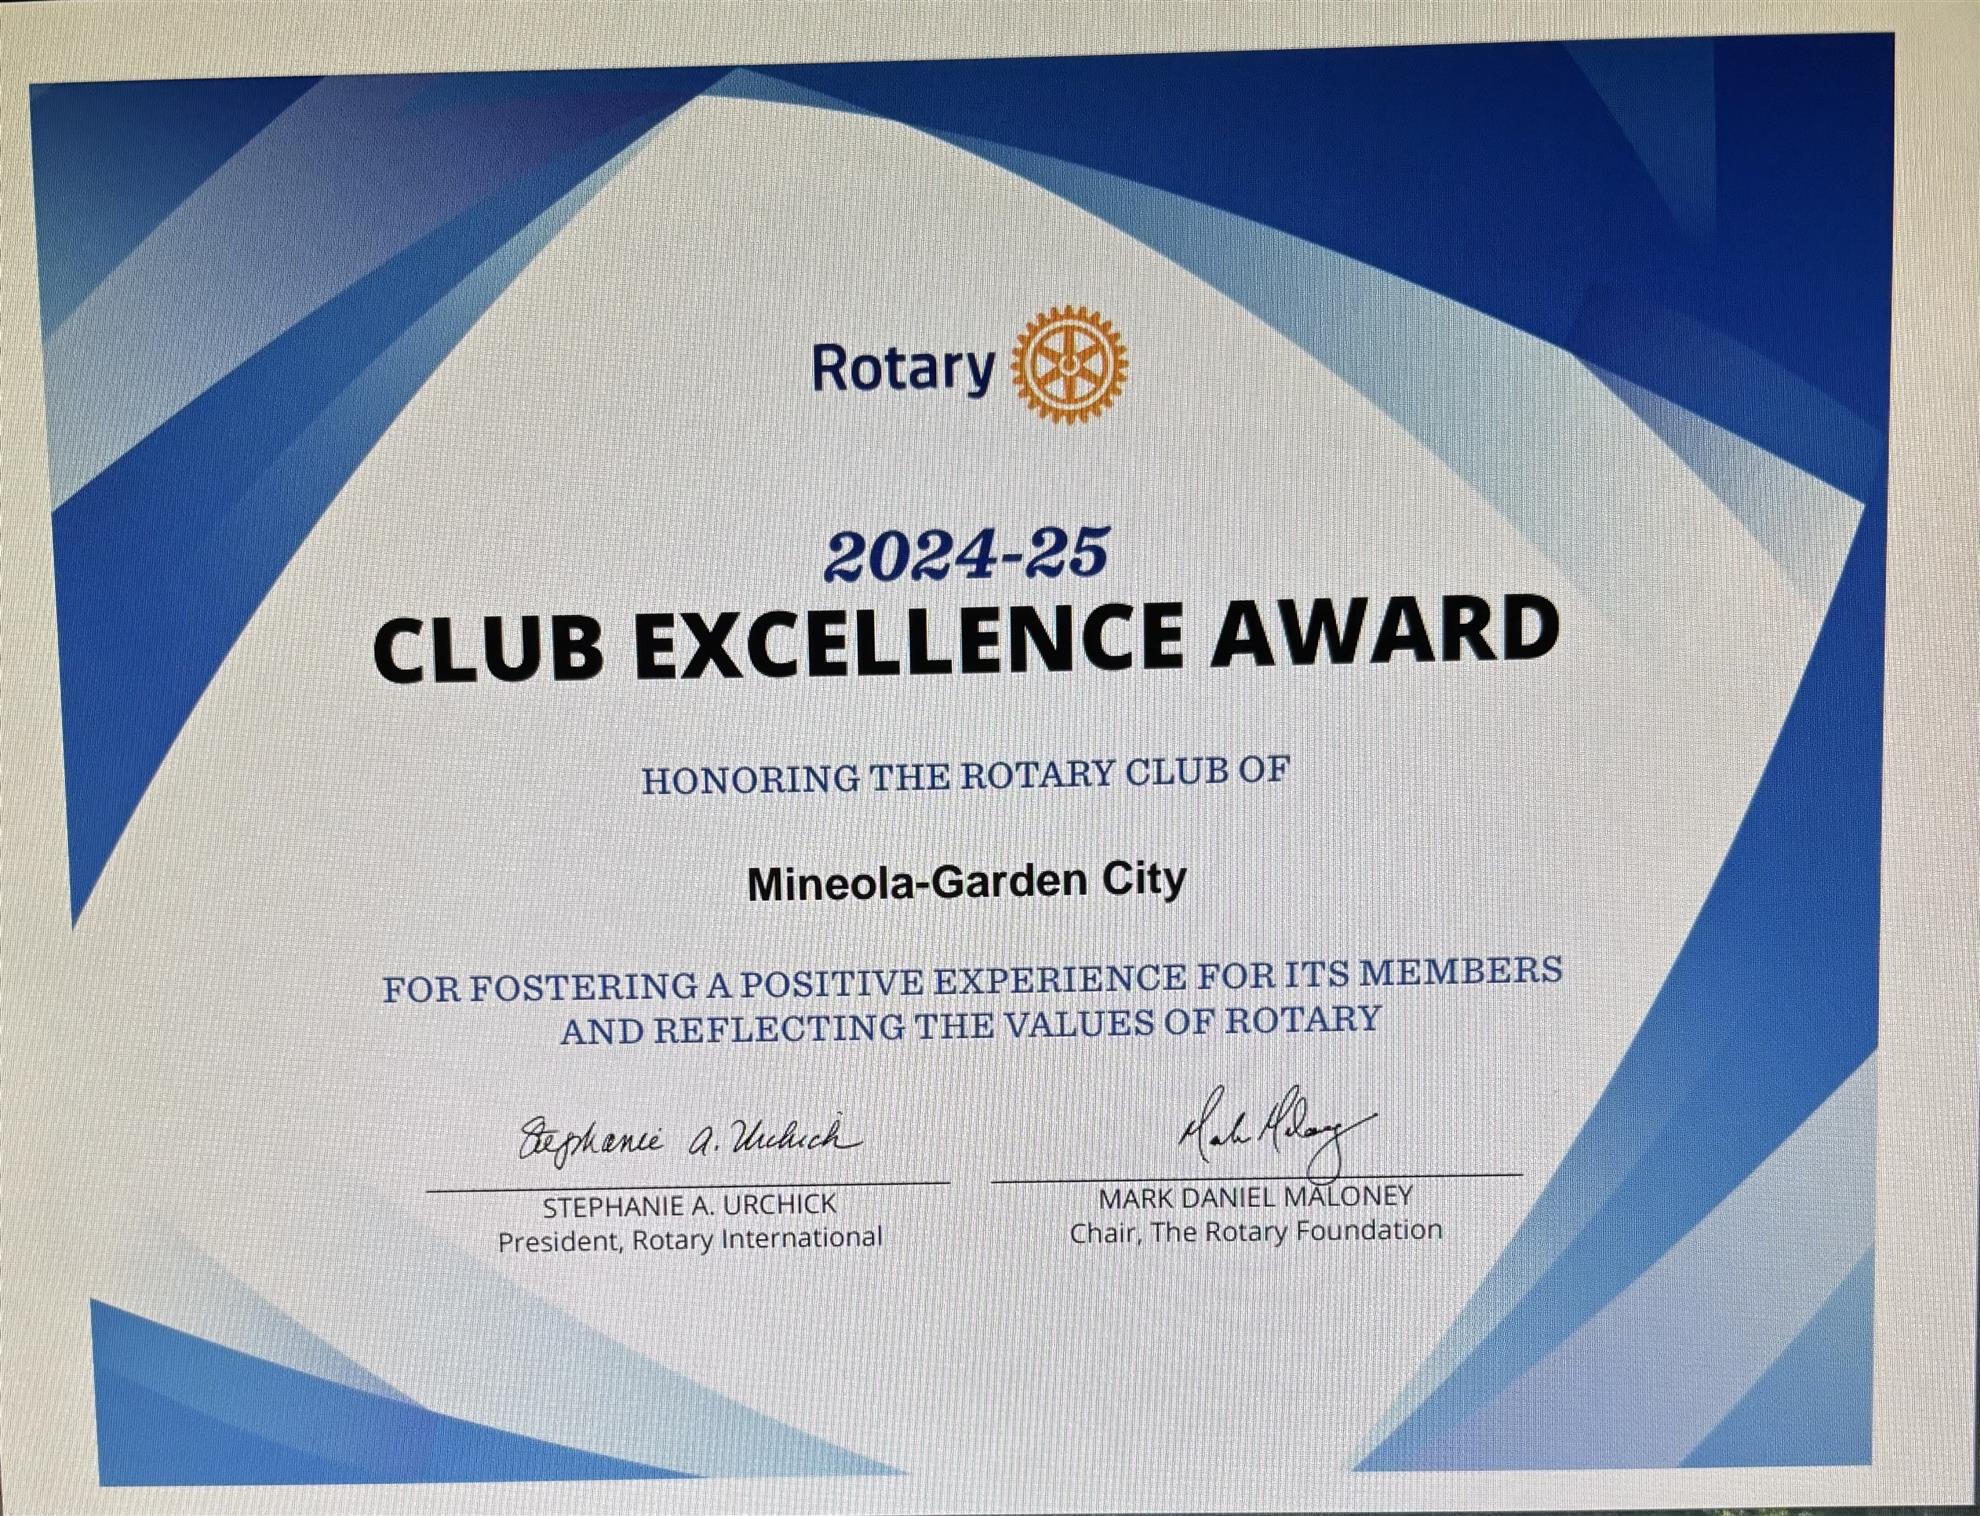 Rotary
2024-25
CLUB EXCELLENCE AWARD
HONORING THE ROTARY CLUB OF
Mineola-Garden City
FOR FOSTERING A POSITIVE EXPERIENCE FOR ITS MEMBERS
AND REFLECTING THE VALUES OF ROTARY
Stephanie A. Urchick
Mark Maloney
STEPHANIE A. URCHICK
MARK DANIEL MALONEY
President, Rotary International
Chair, The Rotary Foundation